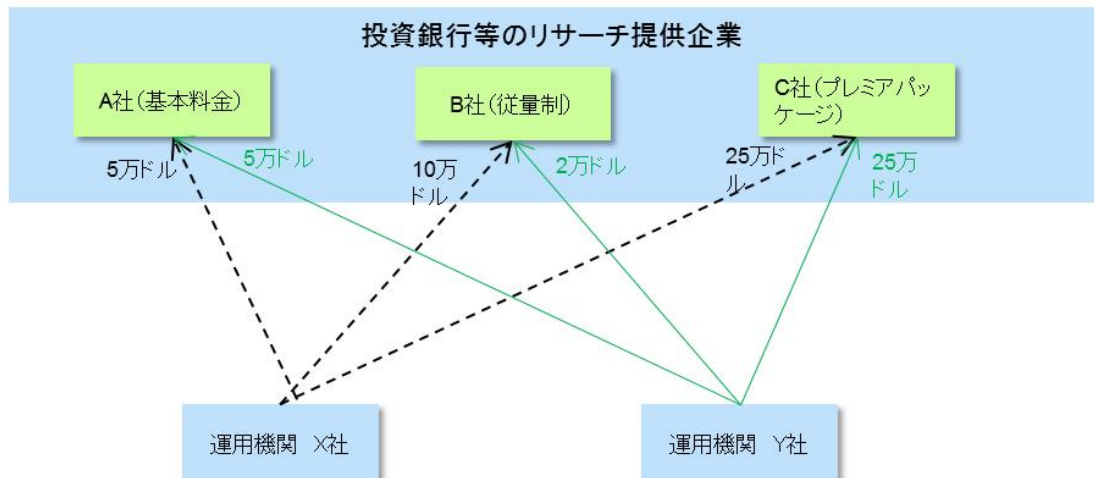 投資銀行等のリサーチ提供企業
A社(基本料金)
B社(従量制)
C社(プレミアパッ
ケージ)
5万ドル
5万ドル
10万
ドル
2万ドル
25万ド
ル
25万
ドル
運用機関 X社
運用機関 Y社